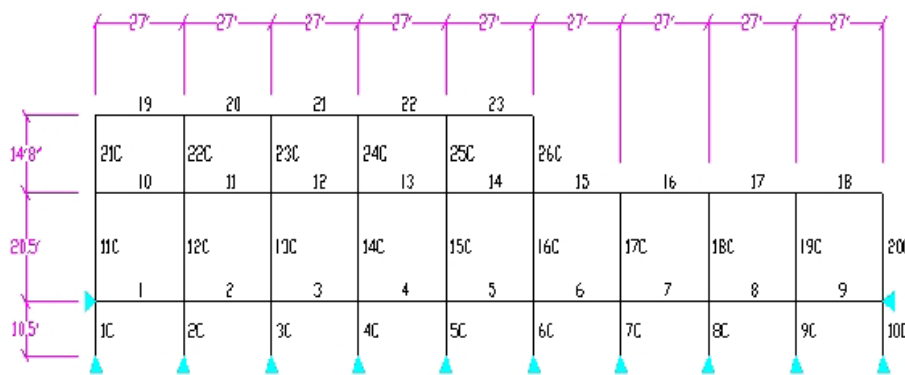 27' 27' 27' 27' 27' 27' 27' 27' 27'
19 20 21 22 23
14'8" 21C 22C 23C 24C 25C 26C
10 11 12 13 14 15 16 17 18
20.5' 11C 12C 13C 14C 15C 16C 17C 18C 19C 20C
1 2 3 4 5 6 7 8 9
10.5' 1C 2C 3C 4C 5C 6C 7C 8C 9C 10C